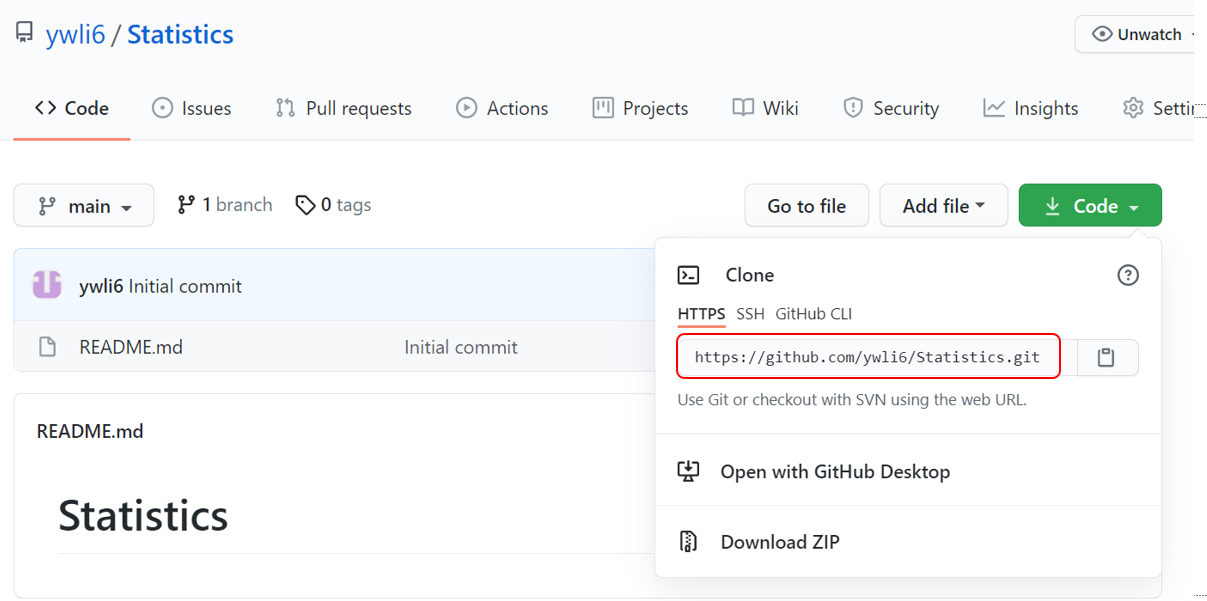 ywli6 / Statistics
Unwatch
Code Issues Pull requests Actions Projects Wiki Security Insights
main 1 branch 0 tags Go to file Add file Code
ywli6 Initial commit
README.md Initial commit
Clone
HTTPS SSH GitHub CLI
https://github.com/ywli6/Statistics.git
Use Git or checkout with SVN using the web URL.
Open with GitHub Desktop
Download ZIP
README.md
Statistics